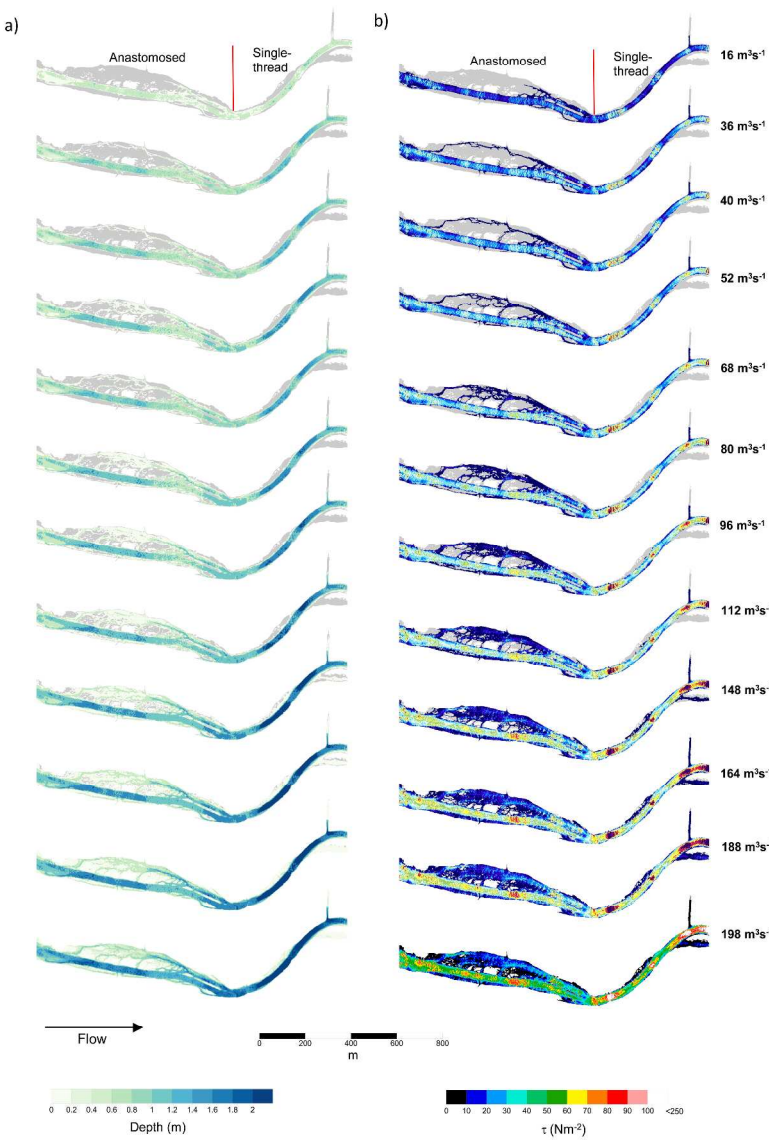 a)
b)
Anastomosed
Single-
thread
Anastomosed
Single-
thread
16 m³s⁻¹
36 m³s⁻¹
40 m³s⁻¹
52 m³s⁻¹
68 m³s⁻¹
80 m³s⁻¹
96 m³s⁻¹
112 m³s⁻
148 m³s⁻
164 m³s⁻
188 m³s⁻
198 m³s⁻
Flow
0 200 400 600 800
m
0 0.2 0.4 0.6 0.8 1 1.2 1.4 1.6 1.8 2
Depth (m)
0 10 20 30 40 50 60 70 80 90 100 <250
τ (Nm⁻²)